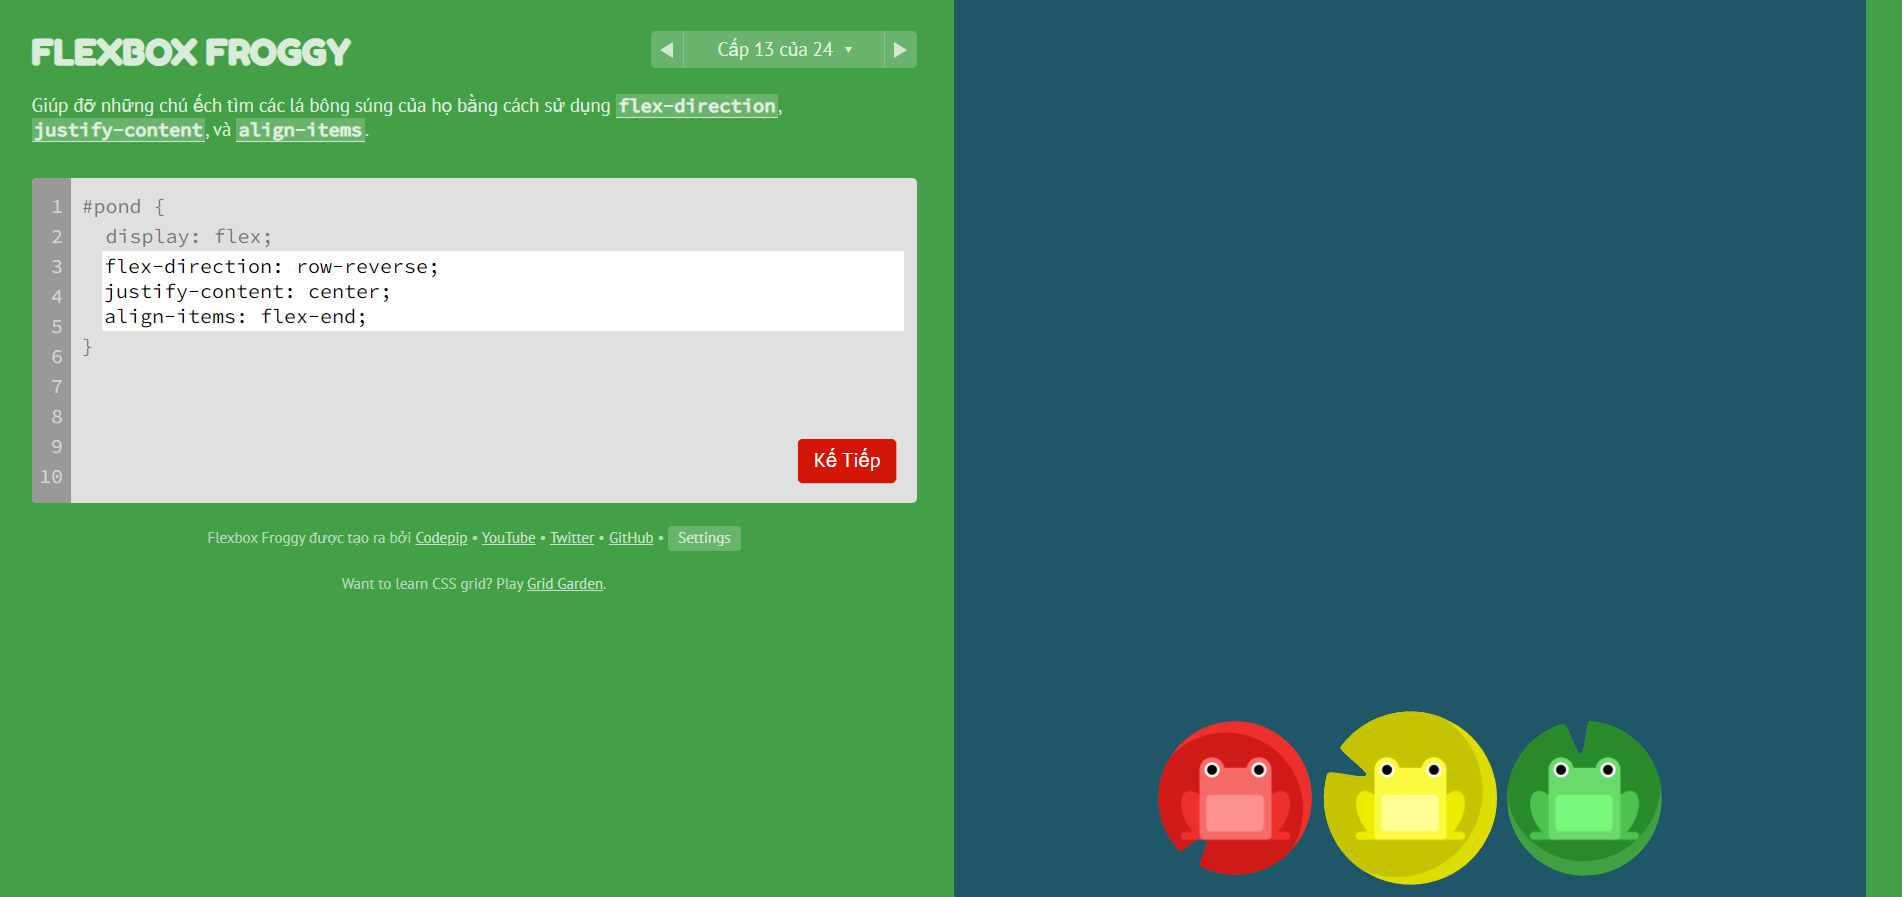 FLEXBOX FROGGY
Cấp 13 của 24
Giúp đỡ những chú ếch tìm các lá bông súng của họ bằng cách sử dụng flex-direction,
justify-content, và align-items.
1 #pond {
2 display: flex;
3 flex-direction: row-reverse;
4 justify-content: center;
5 align-items: flex-end;
6 }
7
8
9
10
Kế Tiếp
Flexbox Froggy được tạo ra bởi Codepip • YouTube • Twitter • GitHub • Settings
Want to learn CSS grid? Play Grid Garden.